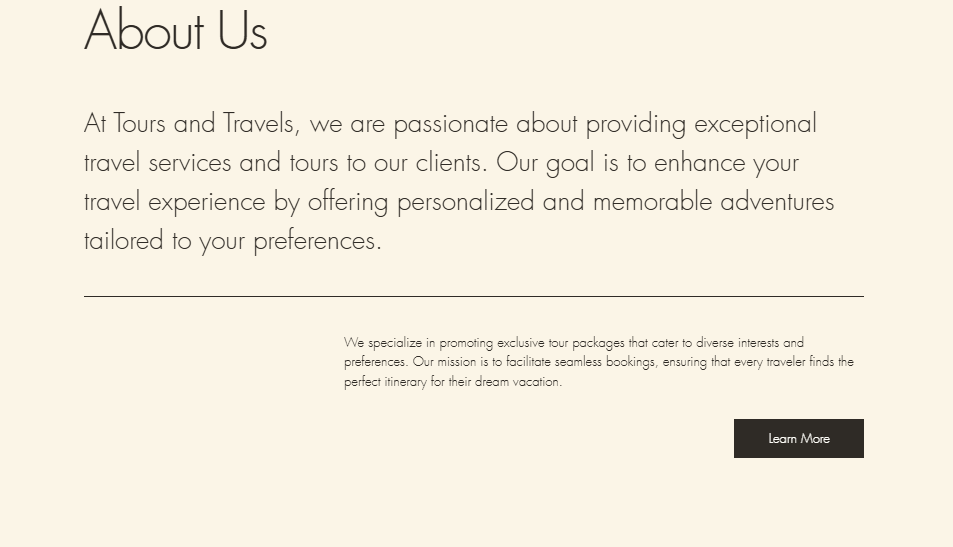 About Us
At Tours and Travels, we are passionate about providing exceptional
travel services and tours to our clients. Our goal is to enhance your
travel experience by offering personalized and memorable adventures
tailored to your preferences.
We specialize in promoting exclusive tour packages that cater to diverse interests and
preferences. Our mission is to facilitate seamless bookings, ensuring that every traveler finds the
perfect itinerary for their dream vacation.
Learn More